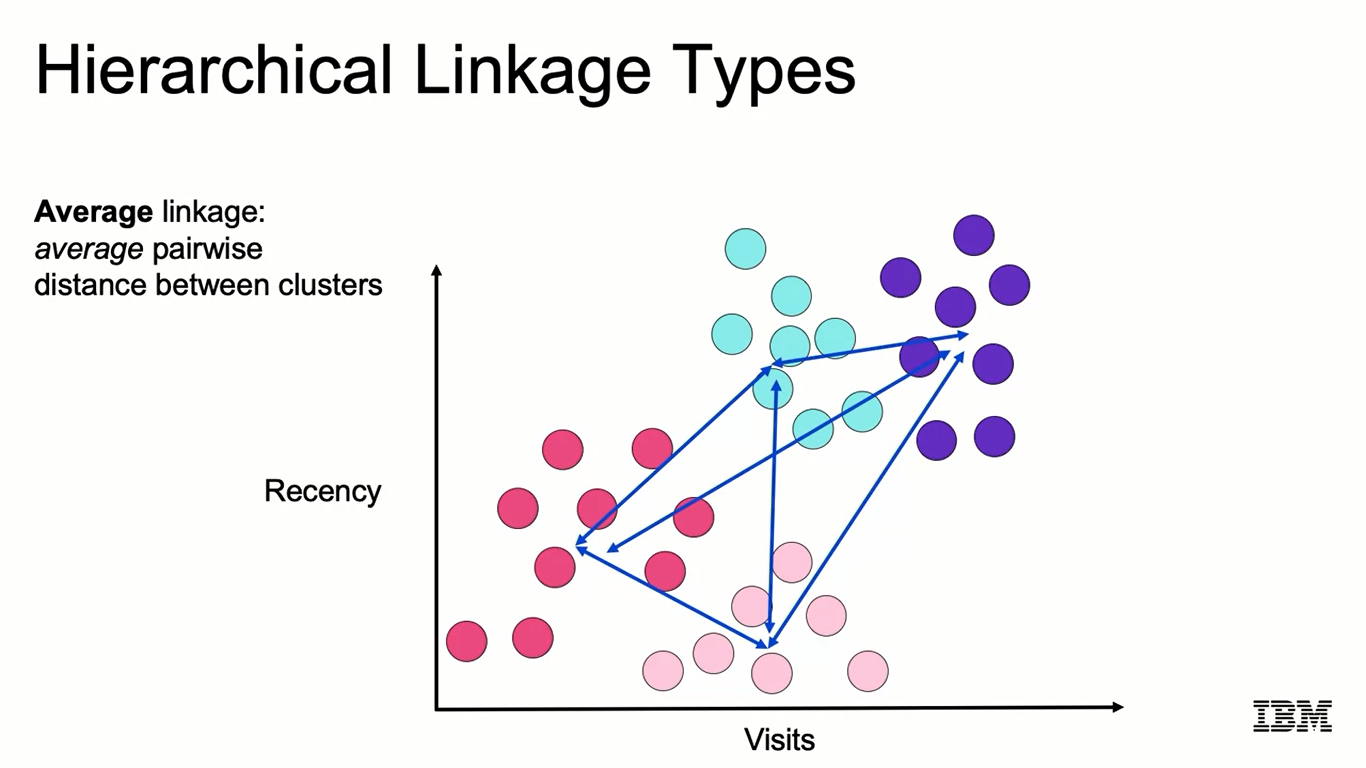 Hierarchical Linkage Types
Average linkage:
average pairwise
distance between clusters
Recency
Visits
IBM